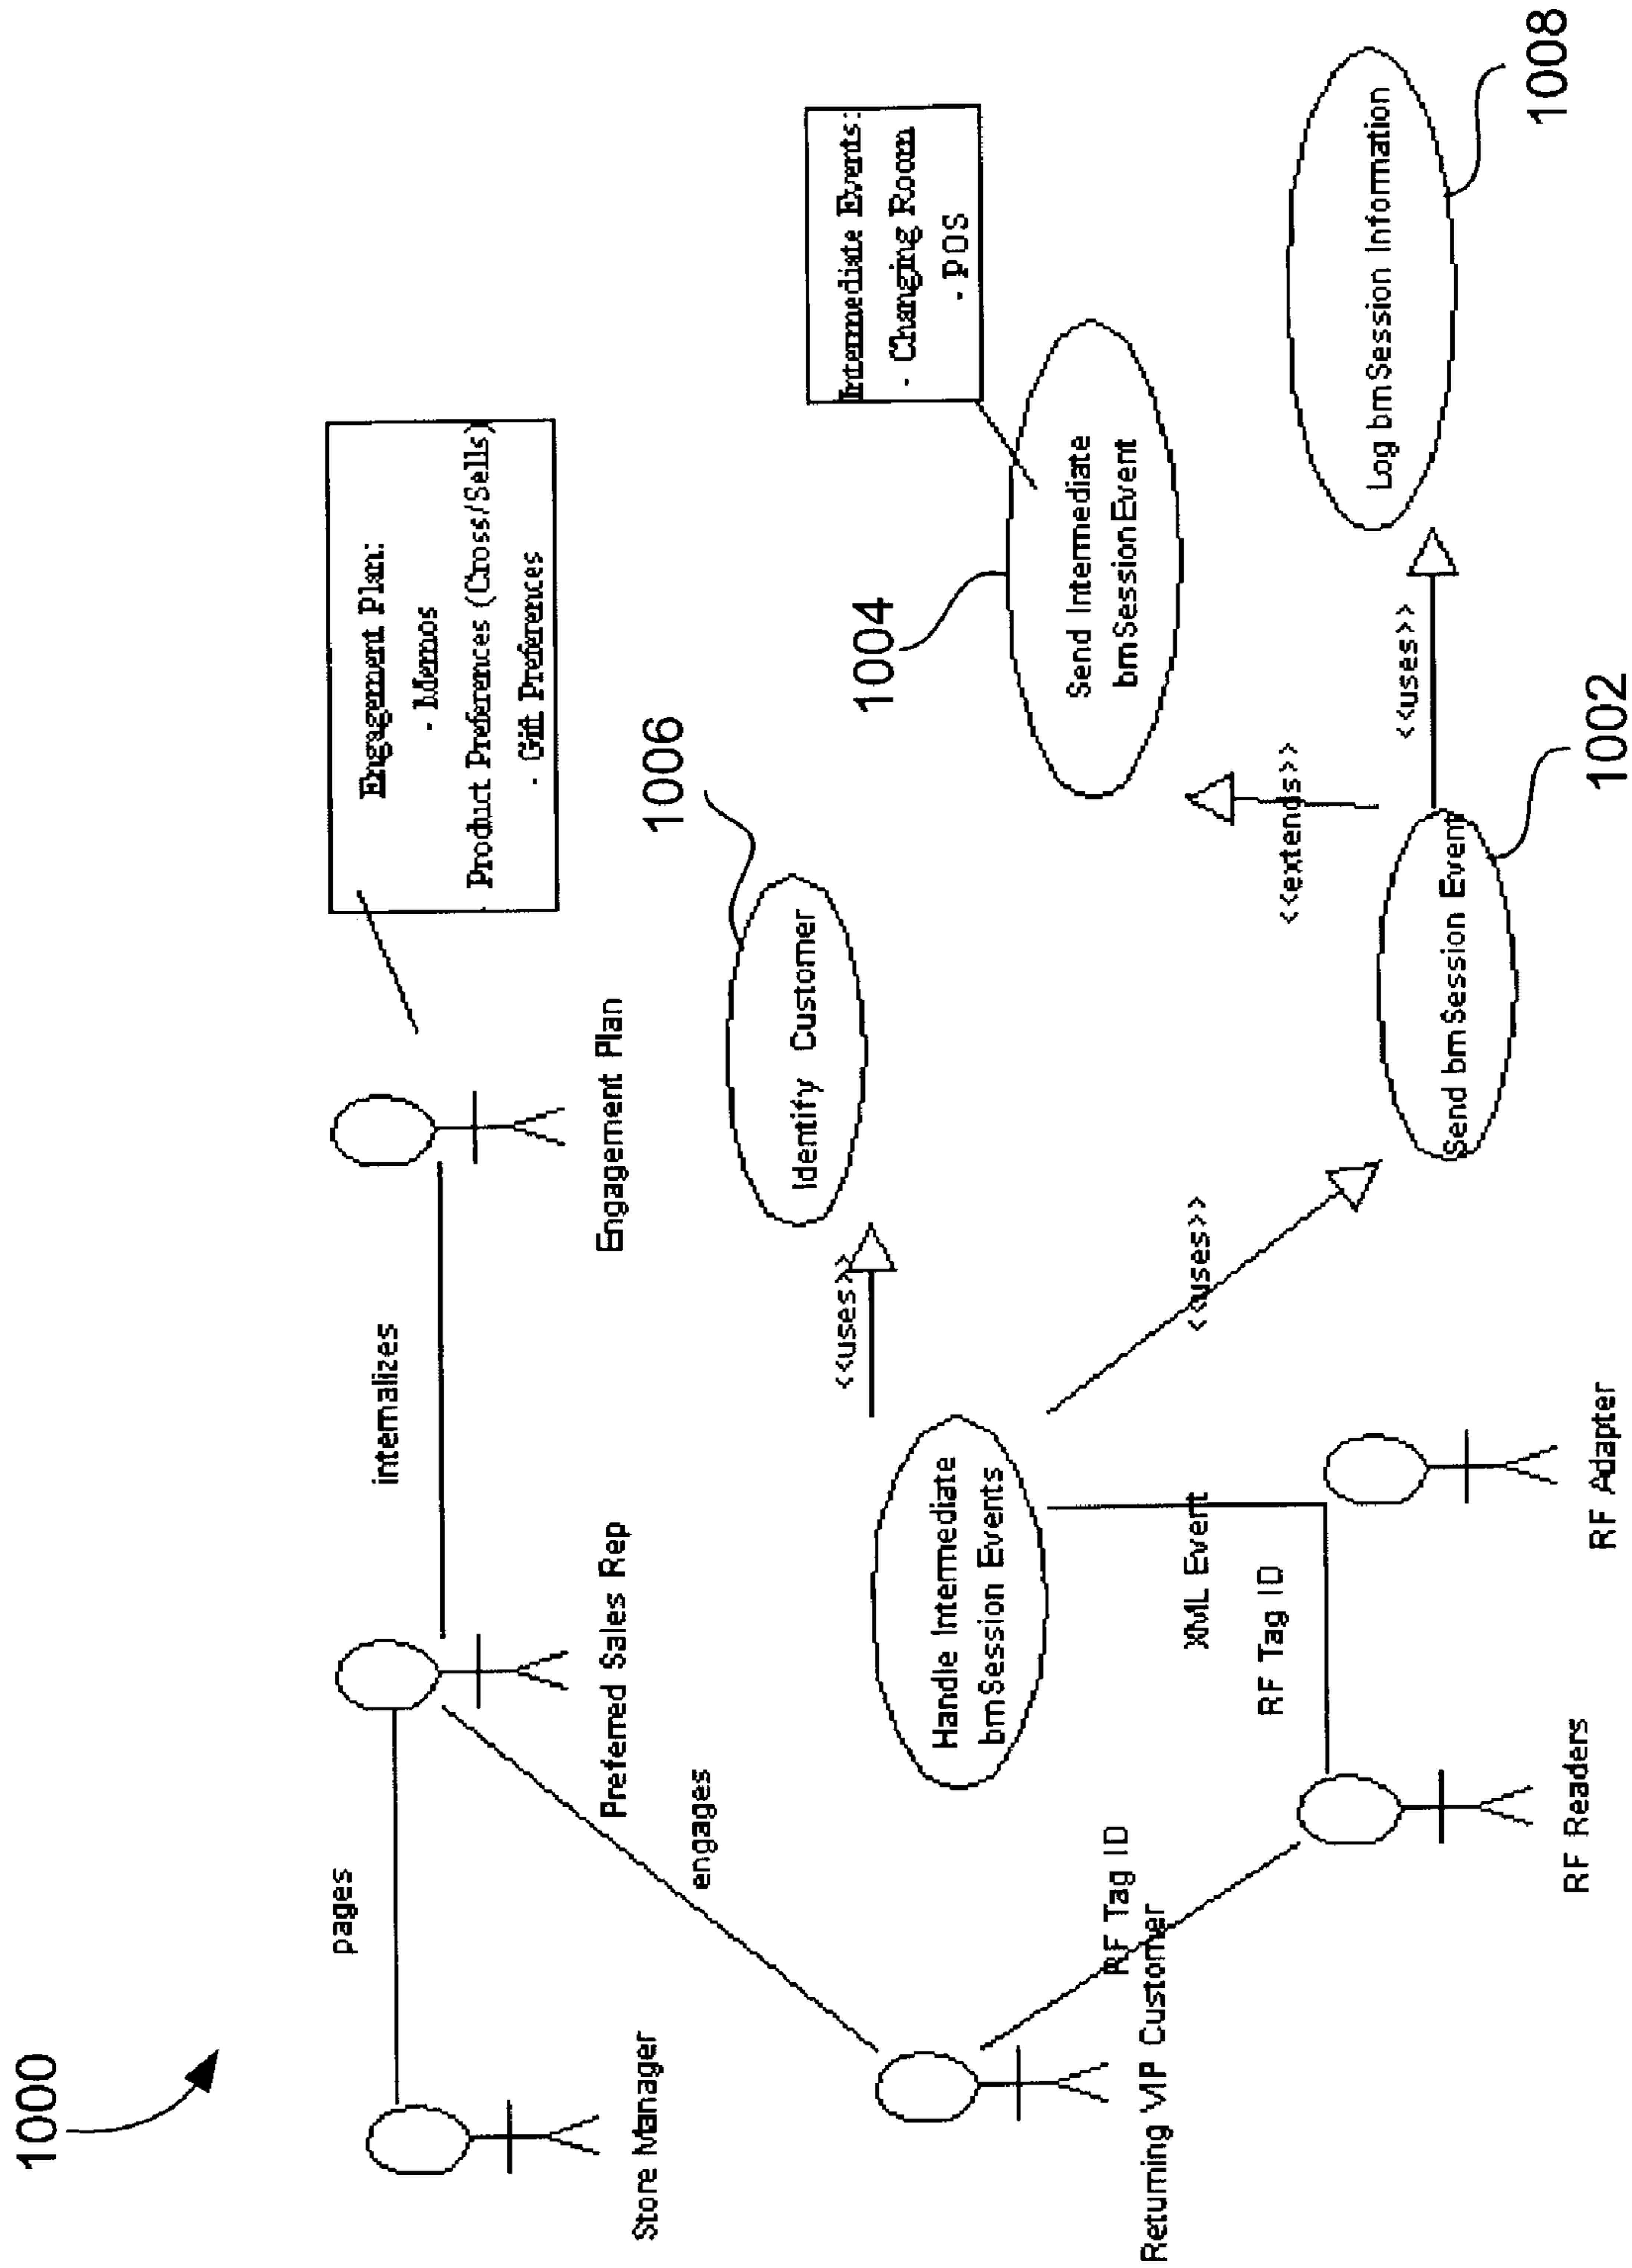 1000
Store Manager
pages
Preferred Sales Rep
internalizes
Engagement Plan
Engagement Plan:
- Memos
Product Preferences (Cross/Sells)
- Gift Preferences
engages
Returning VIP Customer
RF Tag ID
RF Readers
RF Tag ID
XML Event
RF Adapter
Handle Intermediate
bmSession Events
<<uses>>
Identify Customer
1006
<<uses>>
Send bmSession Event
1002
<<extends>>
Send Intermediate
bmSessionEvent
1004
Intermediate Events:
- Changing Room
- POS
<<uses>>
Log bmSession Information
1008